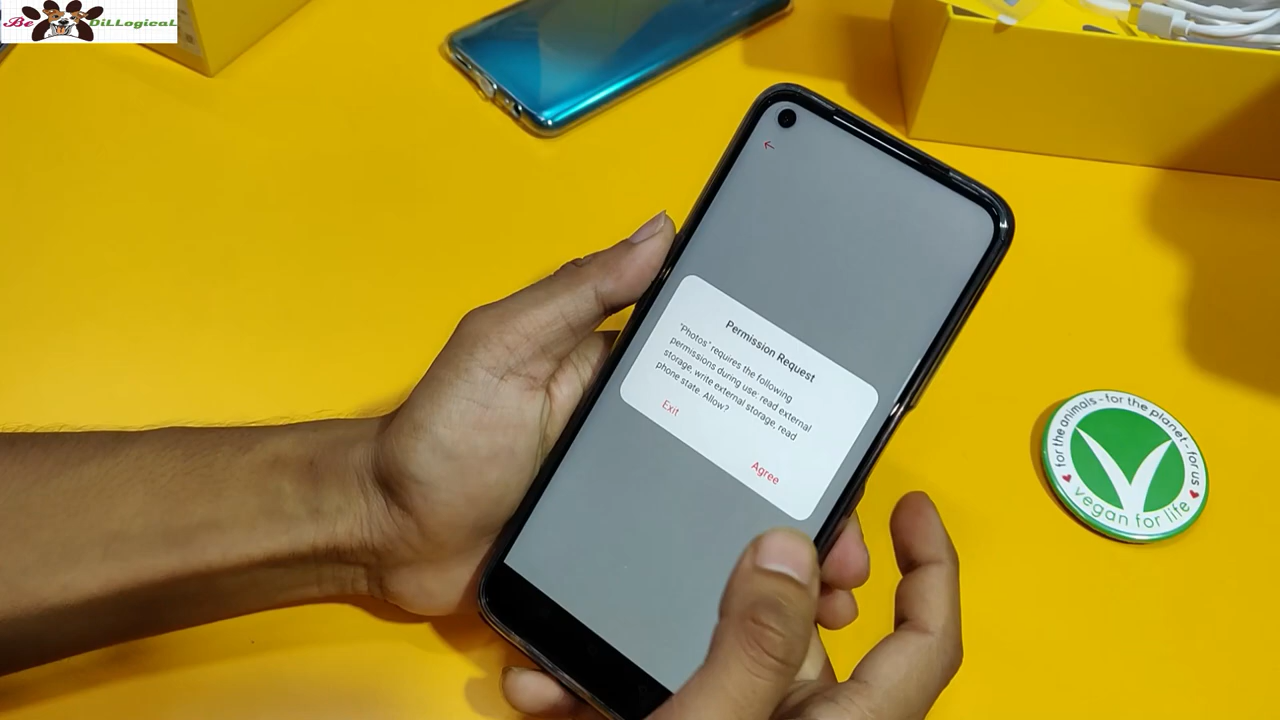 Be DiLLogicaL
Permission Request
"Photos" requires the following
permissions during use: read external
storage, write external storage, read
phone state. Allow?
Exit
Agree
for the animals - for the planet - for us
vegan for life